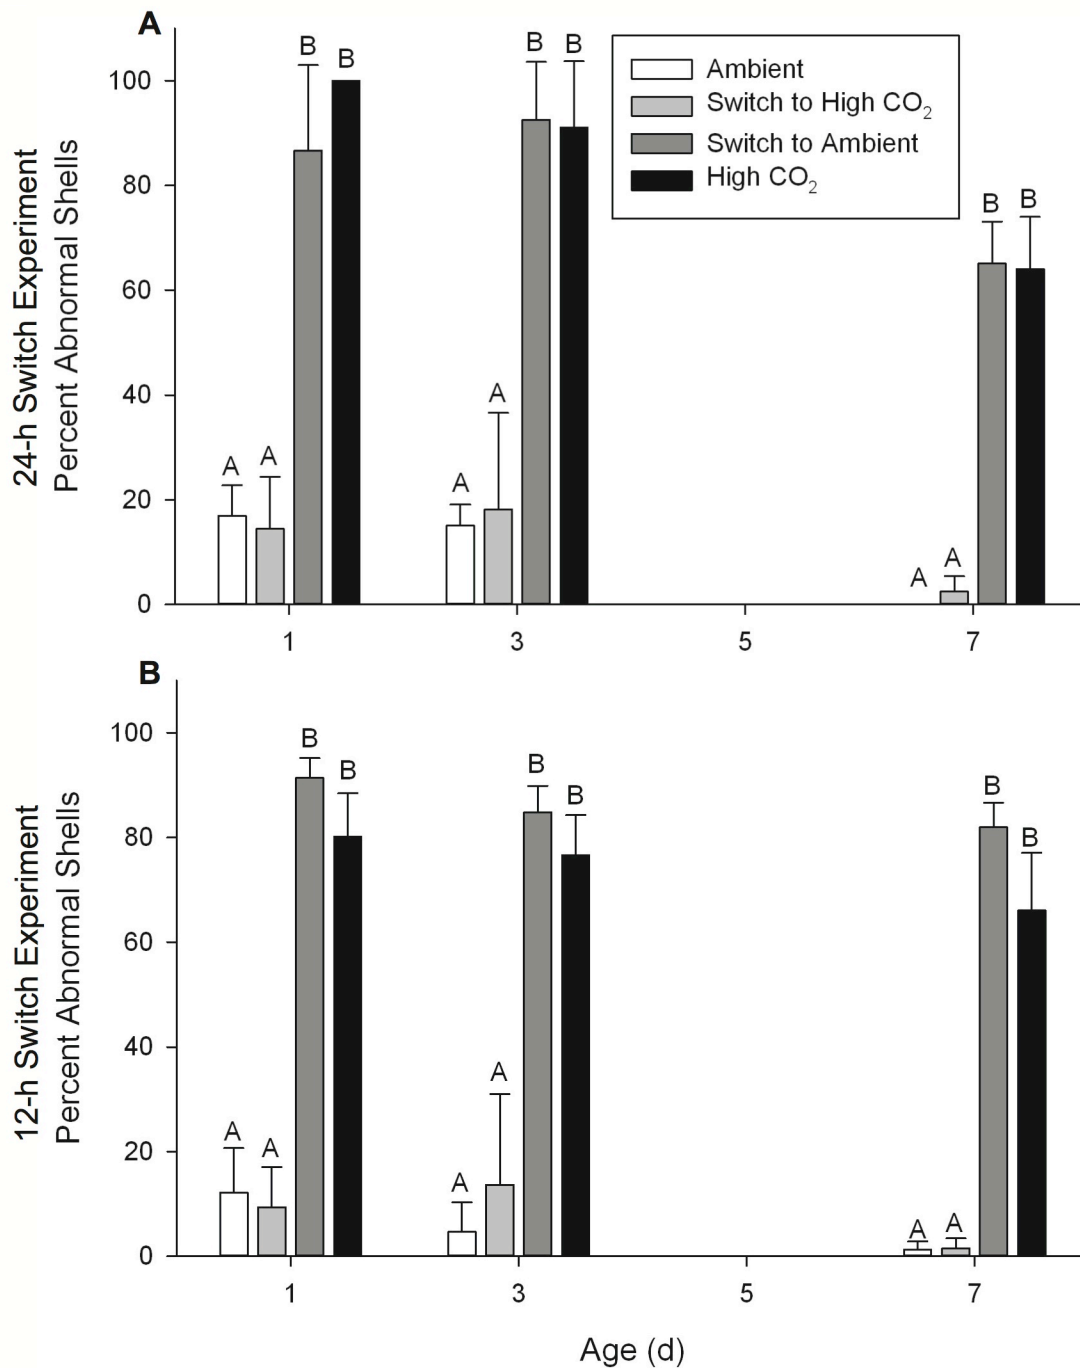 A
24-h Switch Experiment
Percent Abnormal Shells
100
80
60
40
20
0
B
B
B
B
B
B
A
A
A
A
A
A
1
3
5
7
Ambient
Switch to High CO2
Switch to Ambient
High CO2
B
12-h Switch Experiment
Percent Abnormal Shells
100
80
60
40
20
0
B
B
B
B
B
B
A
A
A
A
A
A
1
3
5
7
Age (d)